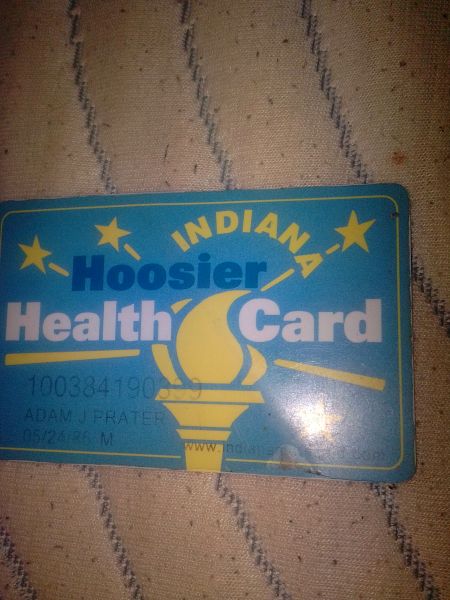 INDIANA
Hoosier
Health Card
ADAM J PRATER
05/24/86 M